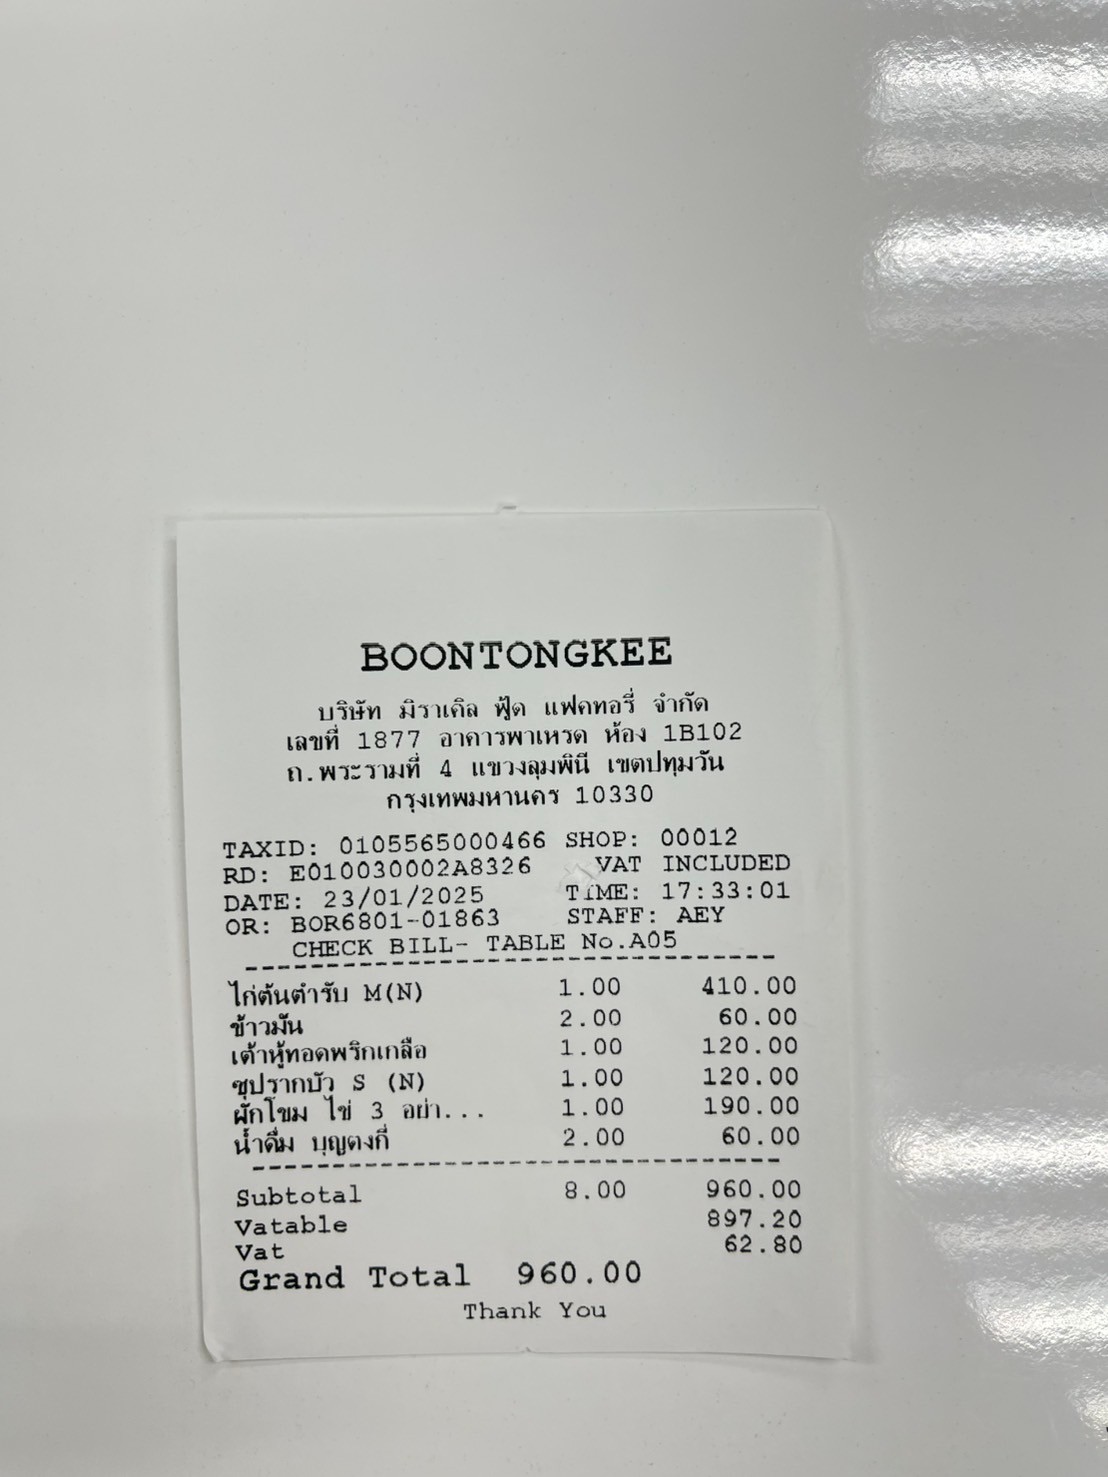 BOONTONGKEE
บริษัท มิราเคิล ฟู้ด แฟคทอรี่ จำกัด
เลขที่ 1877 อาคารพาเหรด ห้อง 1B102
ถ.พระรามที่ 4 แขวงลุมพินี เขตปทุมวัน
กรุงเทพมหานคร 10330
TAXID: 0105565000466 SHOP: 00012
RD: E010030002A8326 VAT INCLUDED
DATE: 23/01/2025 TIME: 17:33:01
OR: BOR6801-01863 STAFF: AEY
CHECK BILL- TABLE No.A05
ไก่ต้นตำรับ M(N) 1.00 410.00
ข้าวมัน 2.00 60.00
เต้าหู้ทอดพริกเกลือ 1.00 120.00
ซุปรากบัว S (N) 1.00 120.00
ผักโขม ไข่ 3 อย่า... 1.00 190.00
น้ำดื่ม บุญตงกี่ 2.00 60.00
Subtotal 8.00 960.00
Vatable 897.20
Vat 62.80
Grand Total 960.00
Thank You